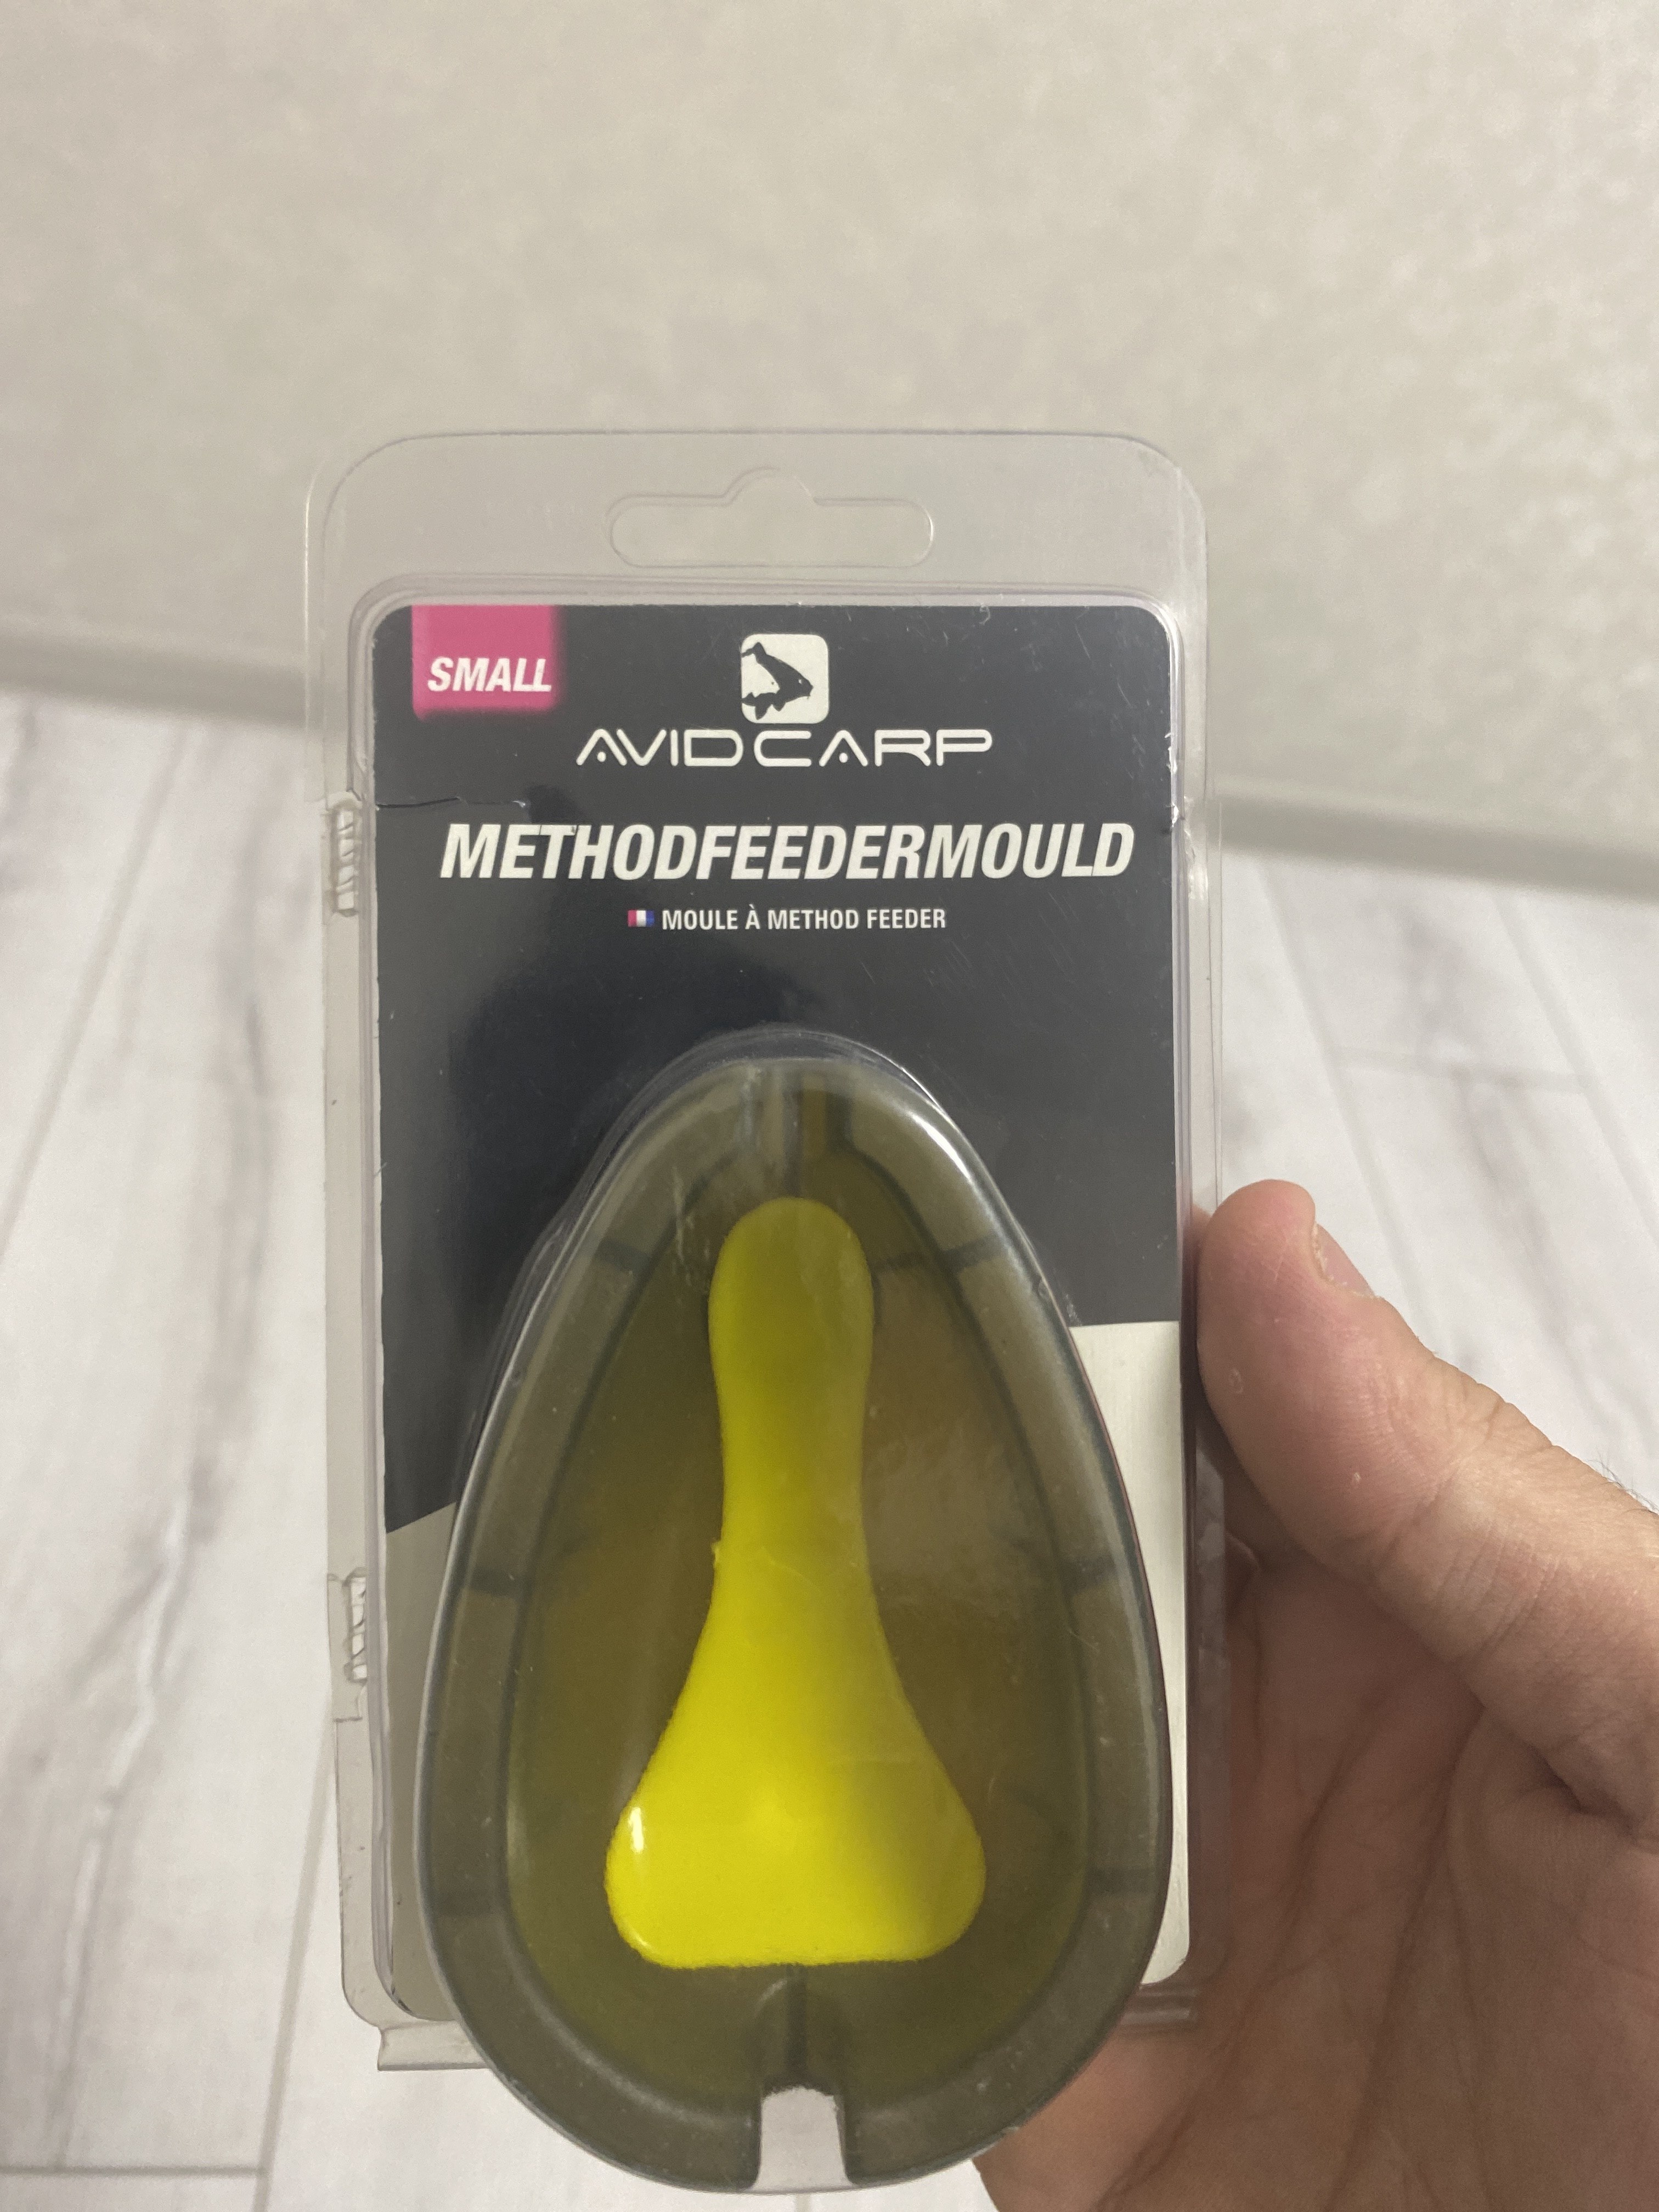 SMALL
AVID CARP
METHODFEEDERMOULD
MOULE À METHOD FEEDER